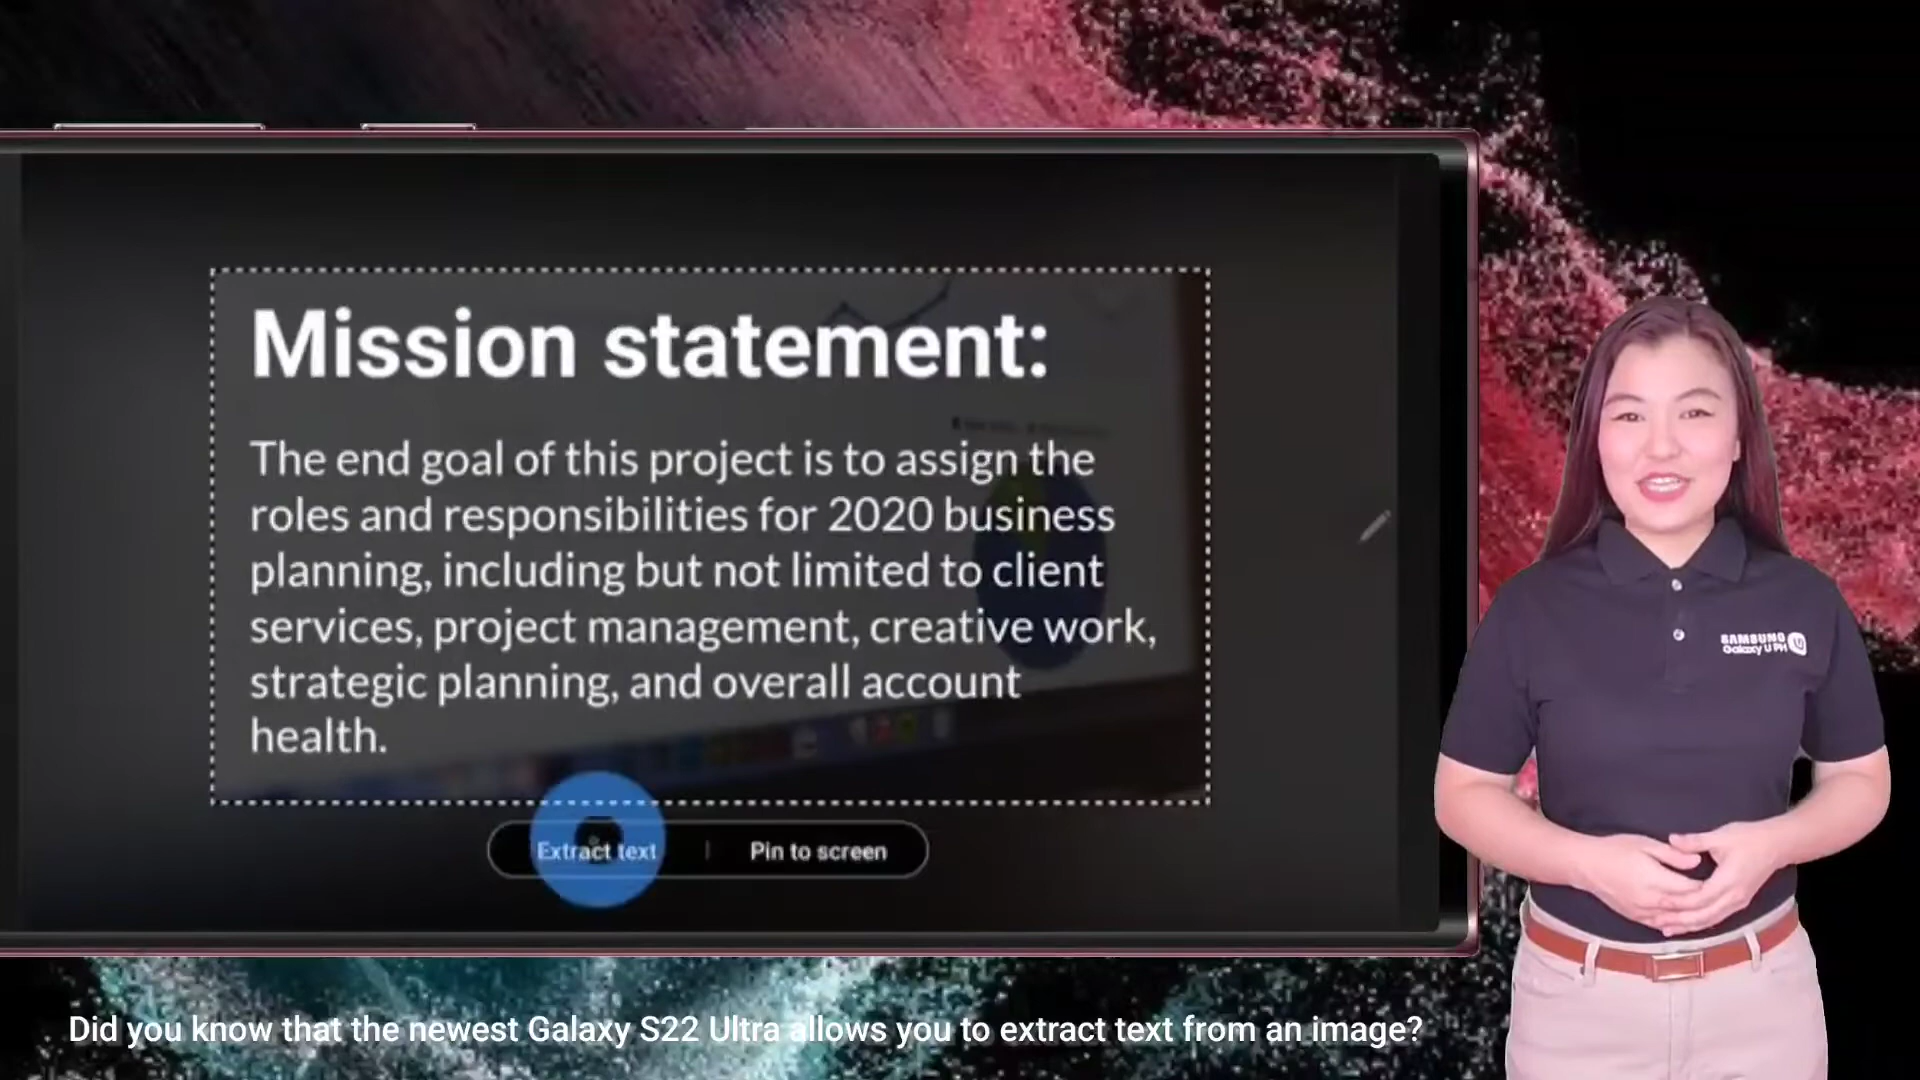 Mission statement:
The end goal of this project is to assign the
roles and responsibilities for 2020 business
planning, including but not limited to client
services, project management, creative work,
strategic planning, and overall account
health.
Extract text | Pin to screen
SAMSUNG
Galaxy U PH
Did you know that the newest Galaxy S22 Ultra allows you to extract text from an image?